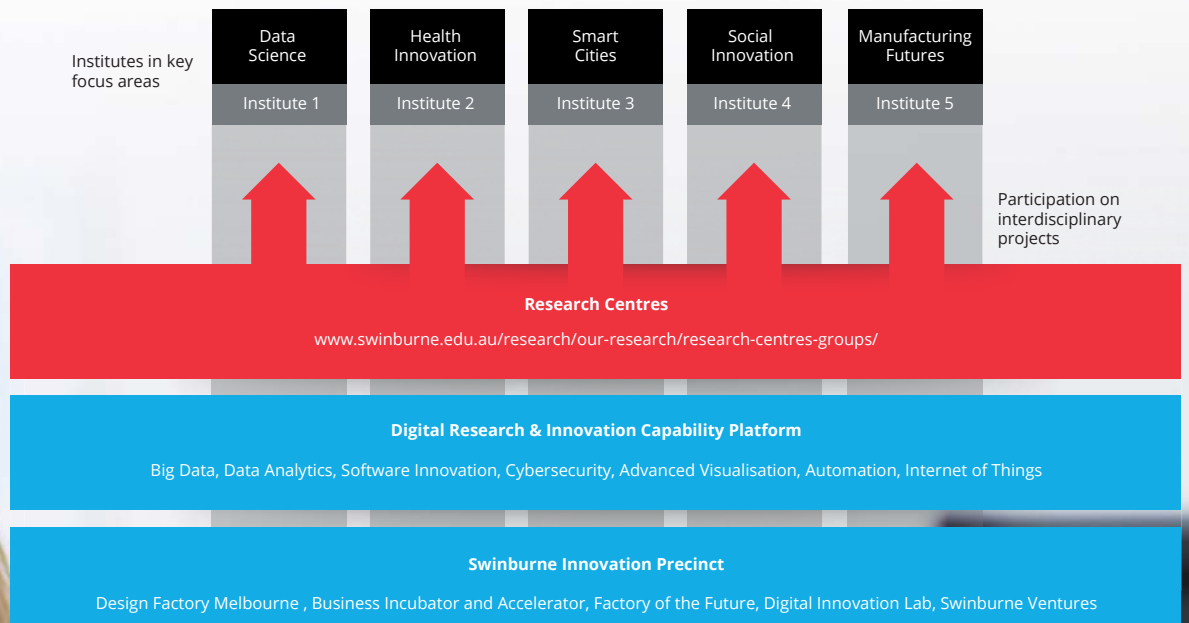 Institutes in key
focus areas
Data
Science
Institute 1
Health
Innovation
Institute 2
Smart
Cities
Institute 3
Social
Innovation
Institute 4
Manufacturing
Futures
Institute 5
Participation on
interdisciplinary
projects
Research Centres
www.swinburne.edu.au/research/our-research/research-centres-groups/
Digital Research & Innovation Capability Platform
Big Data, Data Analytics, Software Innovation, Cybersecurity, Advanced Visualisation, Automation, Internet of Things
Swinburne Innovation Precinct
Design Factory Melbourne , Business Incubator and Accelerator, Factory of the Future, Digital Innovation Lab, Swinburne Ventures